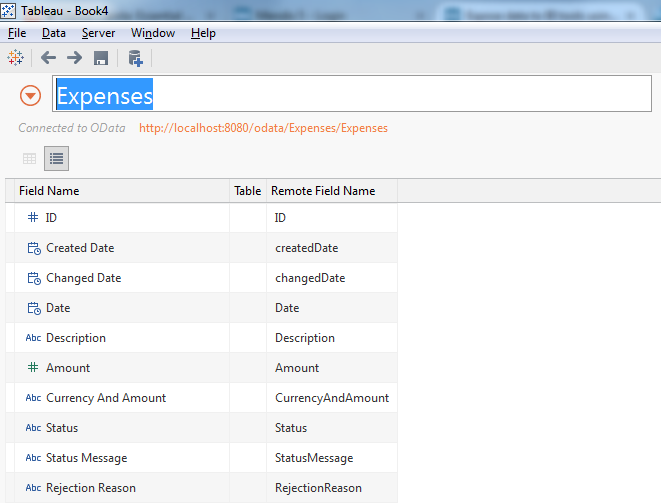 Tableau - Book4
File Data Server Window Help
Expenses
Connected to OData http://localhost:8080/odata/Expenses/Expenses
Field Name Table Remote Field Name
# ID ID
Created Date createdDate
Changed Date changedDate
Date Date
Abc Description Description
# Amount Amount
Abc Currency And Amount CurrencyAndAmount
Abc Status Status
Abc Status Message StatusMessage
Abc Rejection Reason RejectionReason